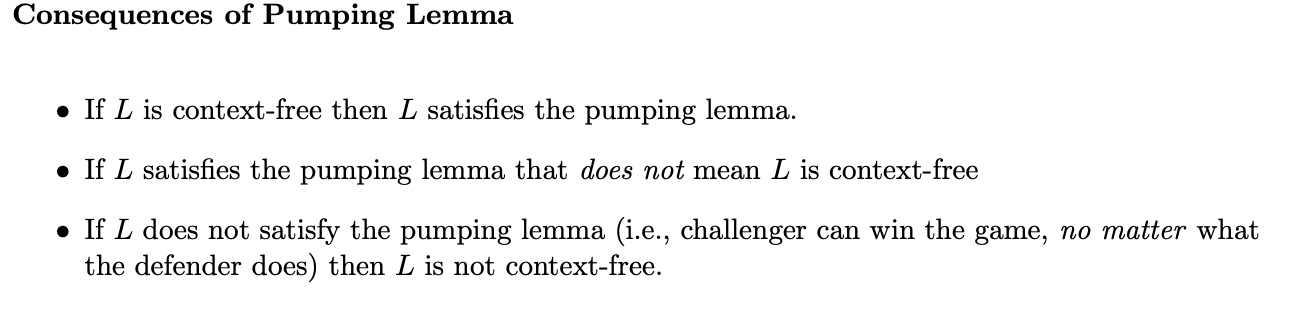 Consequences of Pumping Lemma
• If L is context-free then L satisfies the pumping lemma.
• If L satisfies the pumping lemma that does not mean L is context-free
• If L does not satisfy the pumping lemma (i.e., challenger can win the game, no matter what
the defender does) then L is not context-free.